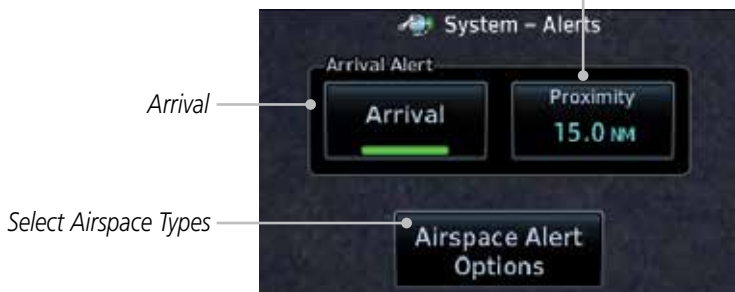 System – Alerts
Arrival Alert
Arrival
Arrival
Proximity
15.0 NM
Select Airspace Types
Airspace Alert
Options